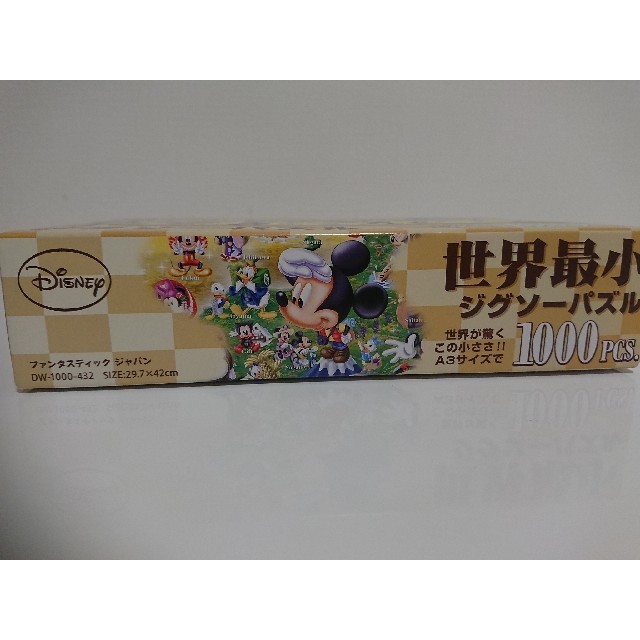 DISNEY
ファンタスティック ジャパン
DW-1000-432 SIZE:29.7×42cm
世界最小
ジグソーパズル
世界が驚く
この小ささ!!
A3サイズで
1000 PCS.